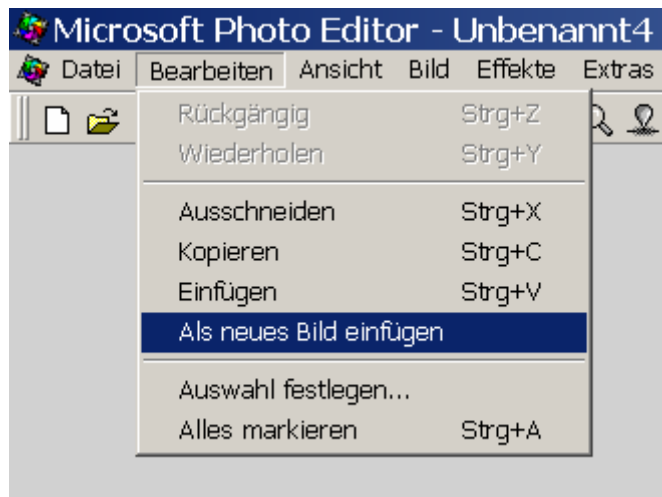 Microsoft Photo Editor - Unbenannt4
Datei Bearbeiten Ansicht Bild Effekte Extras
Rückgängig Strg+Z
Wiederholen Strg+Y
Ausschneiden Strg+X
Kopieren Strg+C
Einfügen Strg+V
Als neues Bild einfügen
Auswahl festlegen...
Alles markieren Strg+A